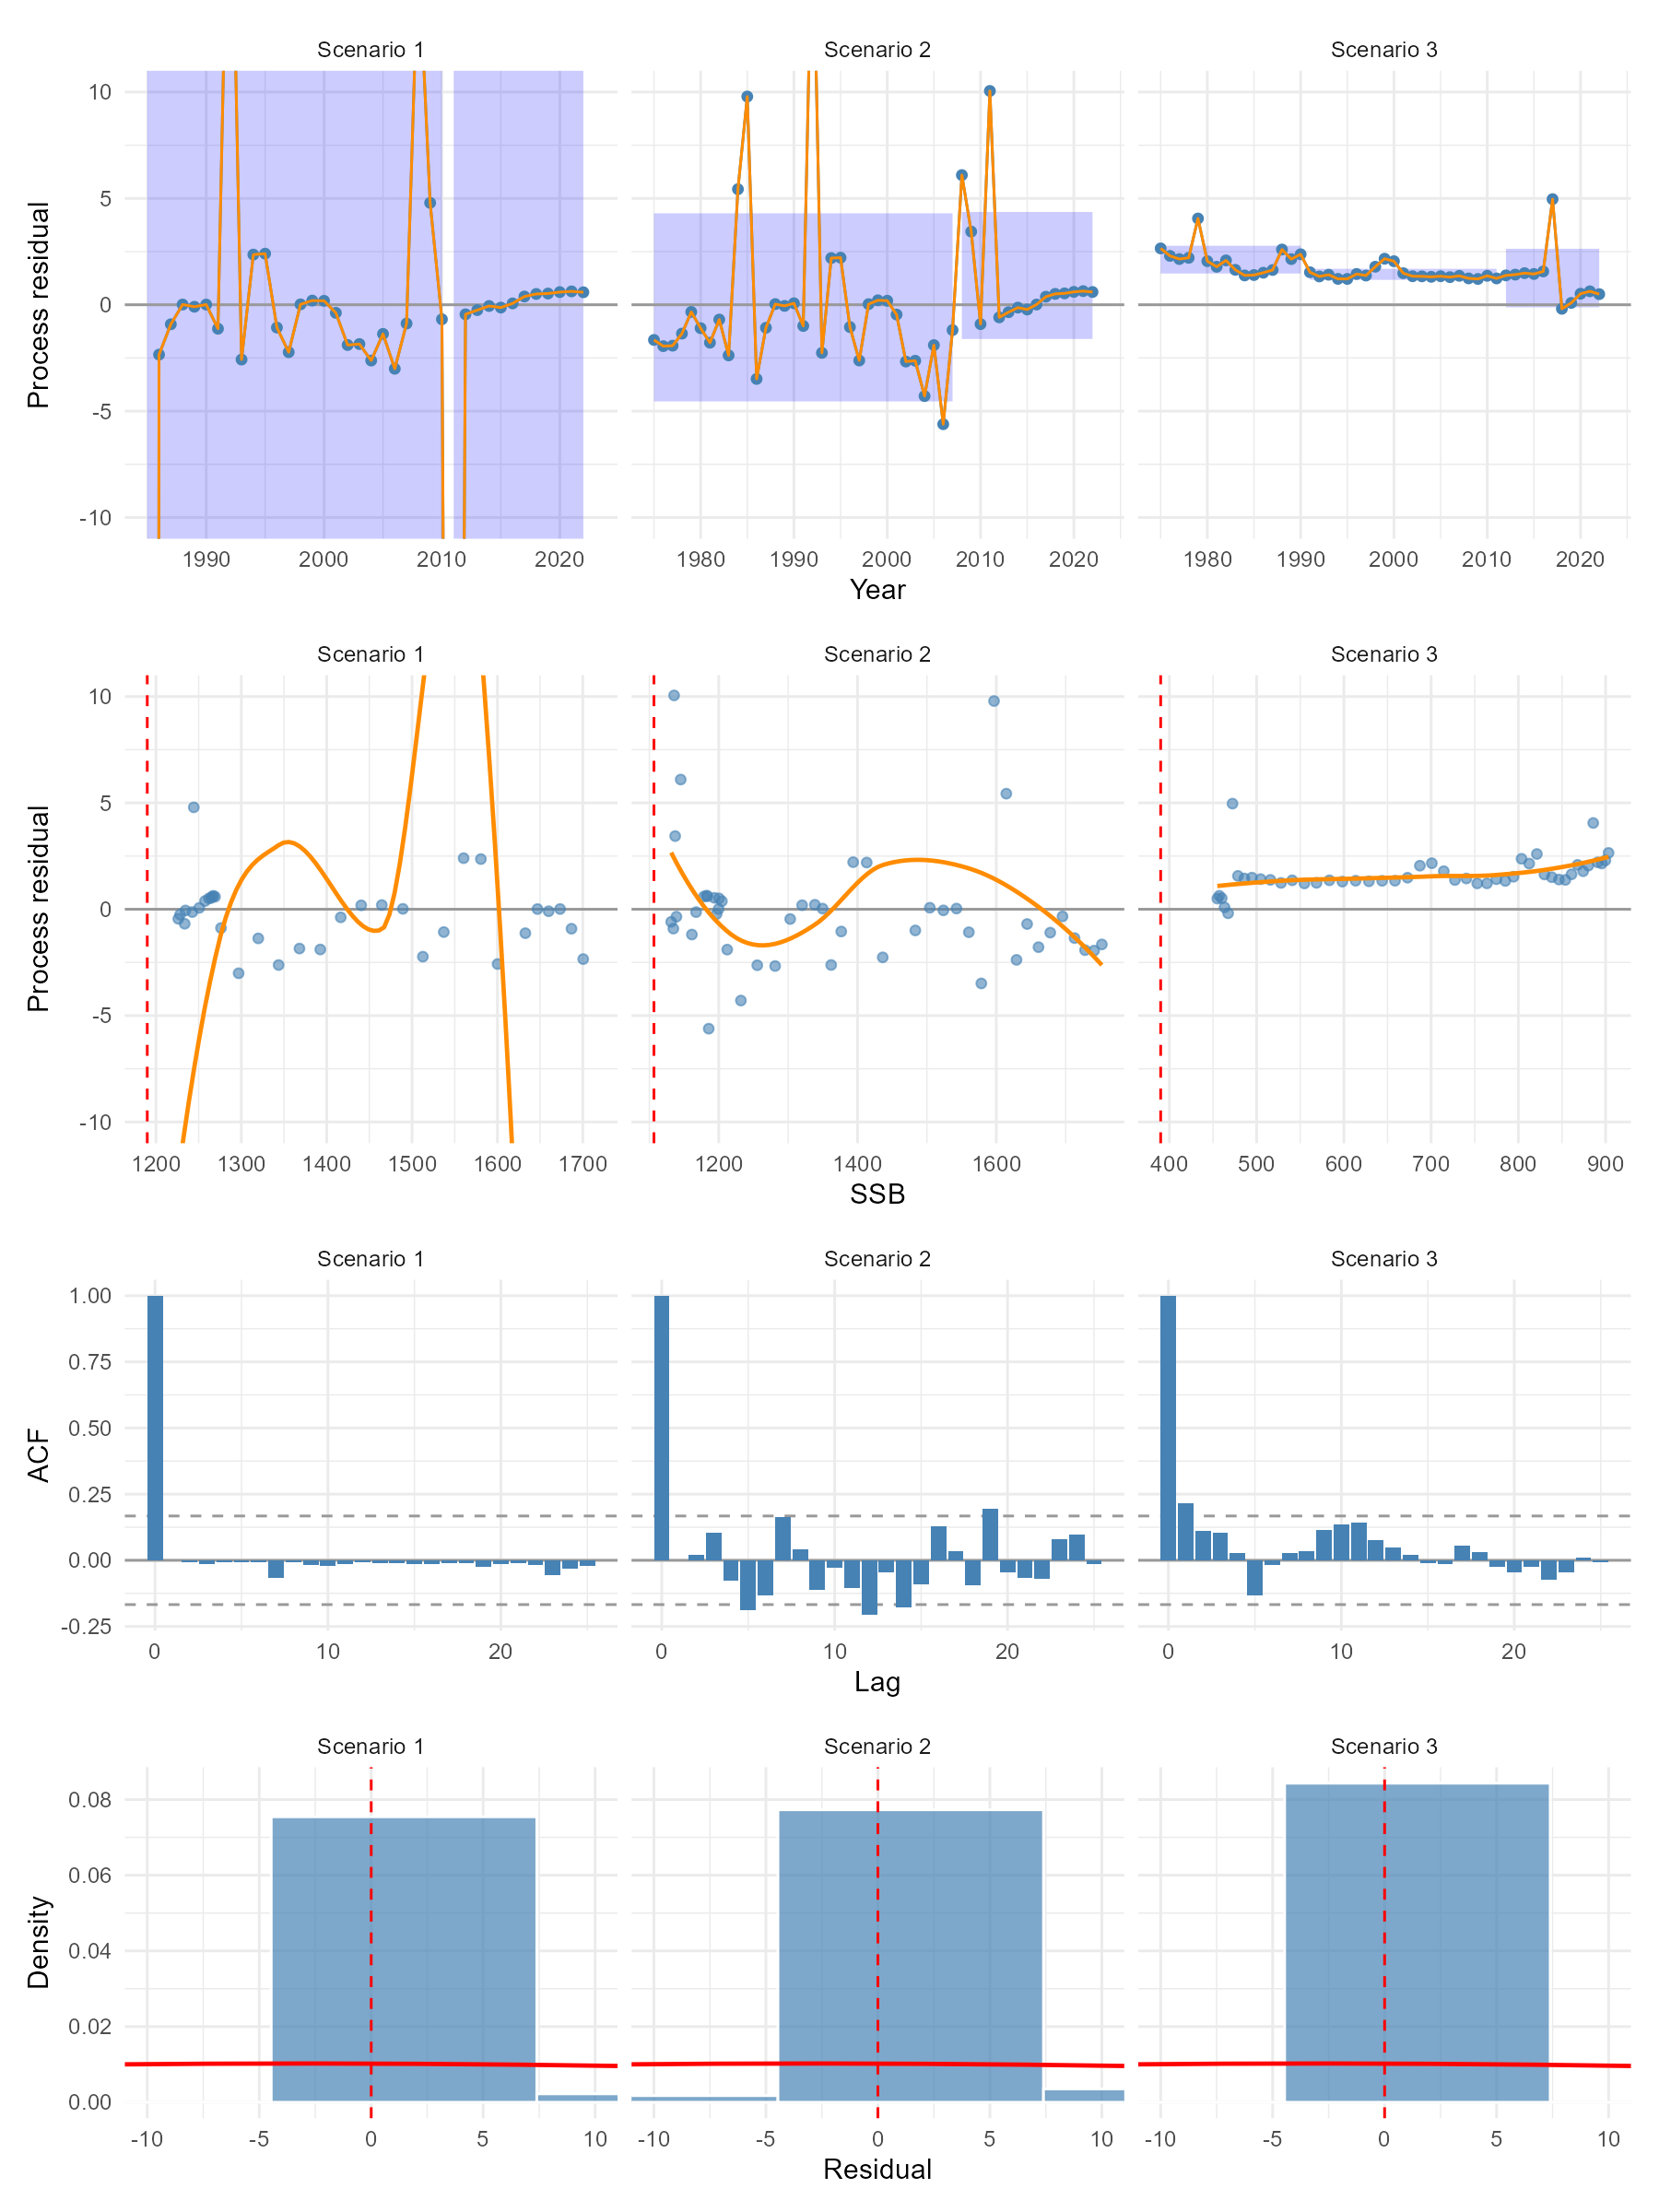 Scenario 1 Scenario 2 Scenario 3
10
5
0
-5
-10
Process residual
1990 2000 2010 2020 1980 1990 2000 2010 2020 1980 1990 2000 2010 2020
Year
Scenario 1 Scenario 2 Scenario 3
10
5
0
-5
-10
Process residual
1200 1300 1400 1500 1600 1700 1200 1400 1600 400 500 600 700 800 900
SSB
Scenario 1 Scenario 2 Scenario 3
1.00
0.75
0.50
0.25
0.00
-0.25
ACF
0 10 20 0 10 20 0 10 20
Lag
Scenario 1 Scenario 2 Scenario 3
0.08
0.06
0.04
0.02
0.00
Density
-10 -5 0 5 10 -10 -5 0 5 10 -10 -5 0 5 10
Residual